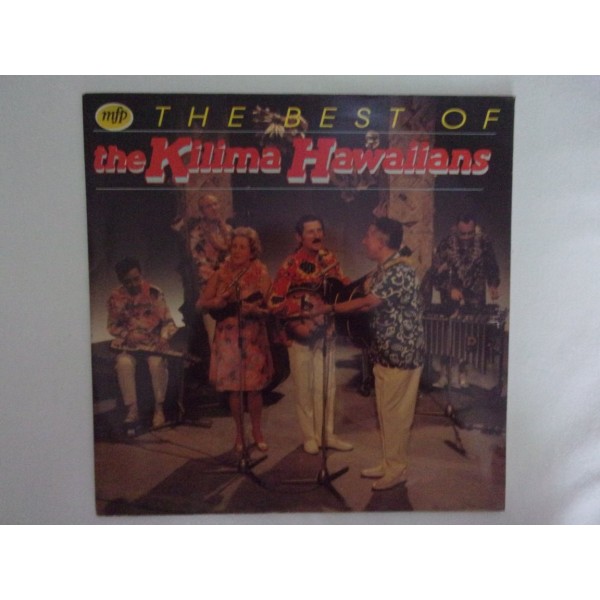 mfp
THE BEST OF
the Kilima Hawaiians